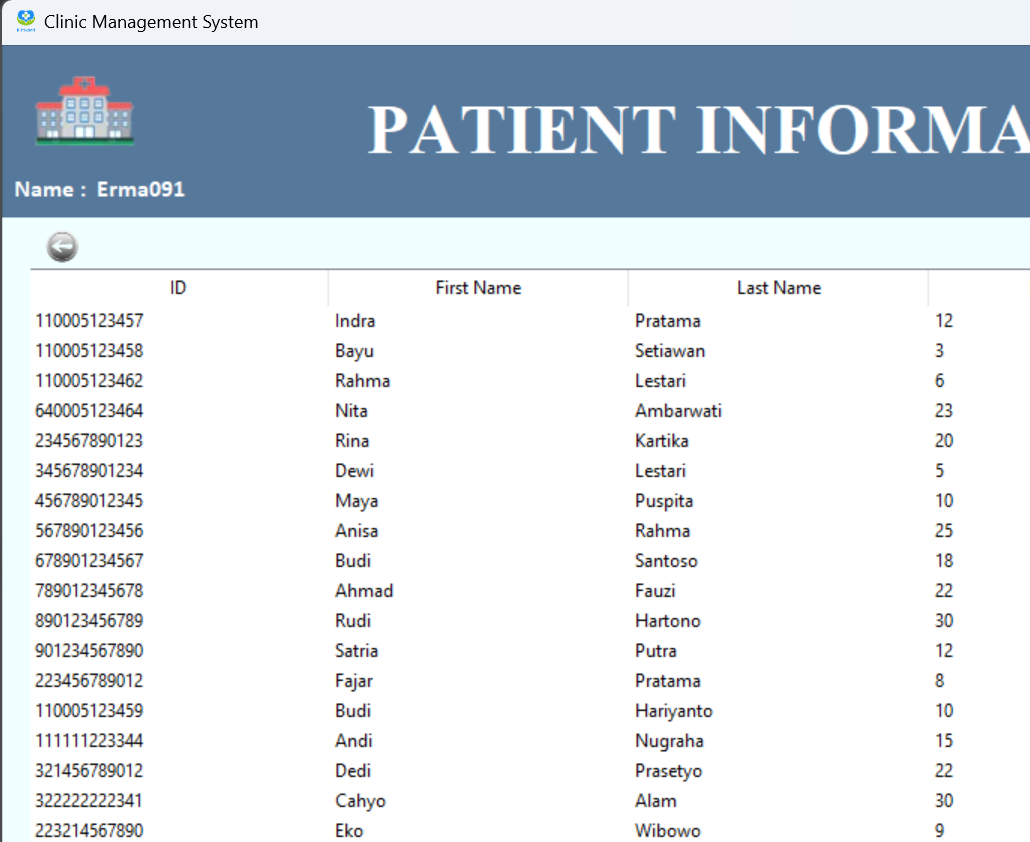 Clinic Management System
PATIENT INFORMA
Name : Erma091
ID First Name Last Name
110005123457 Indra Pratama 12
110005123458 Bayu Setiawan 3
110005123462 Rahma Lestari 6
640005123464 Nita Ambarwati 23
234567890123 Rina Kartika 20
345678901234 Dewi Lestari 5
456789012345 Maya Puspita 10
567890123456 Anisa Rahma 25
678901234567 Budi Santoso 18
789012345678 Ahmad Fauzi 22
890123456789 Rudi Hartono 30
901234567890 Satria Putra 12
223456789012 Fajar Pratama 8
110005123459 Budi Hariyanto 10
111111223344 Andi Nugraha 15
321456789012 Dedi Prasetyo 22
322222222341 Cahyo Alam 30
223214567890 Eko Wibowo 9